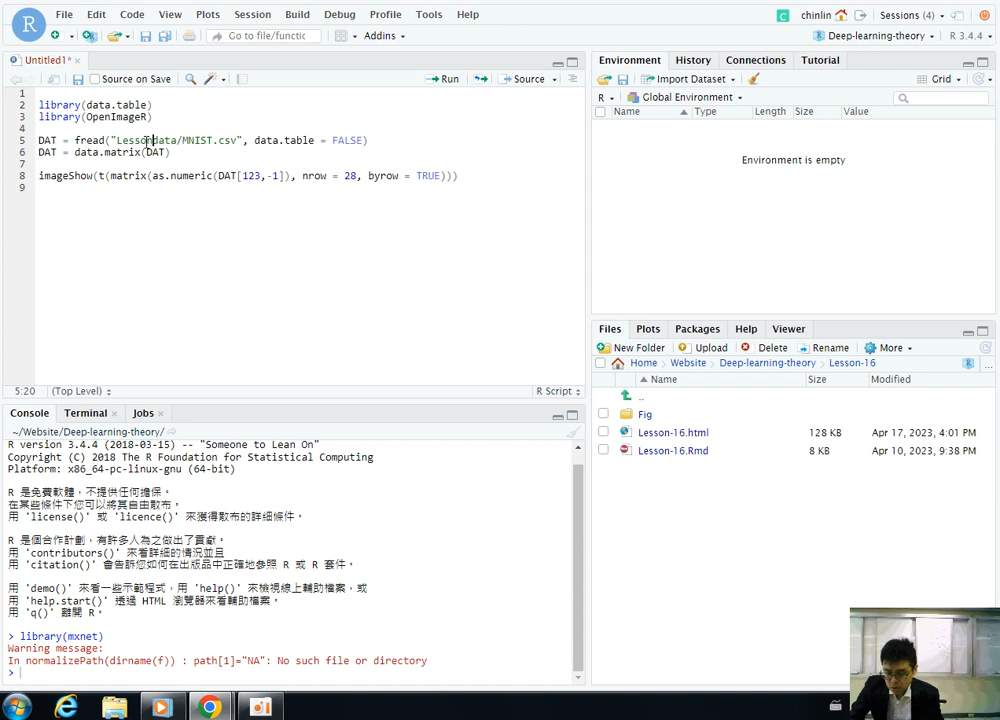 R File Edit Code View Plots Session Build Debug Profile Tools Help C chinlin Sessions (4)
Go to file/functic Addins Deep-learning-theory R 3.4.4
Untitled1* ×
Source on Save Run Source
1
2 library(data.table)
3 library(OpenImageR)
4
5 DAT = fread("Lessondata/MNIST.csv", data.table = FALSE)
6 DAT = data.matrix(DAT)
7
8 imageShow(t(matrix(as.numeric(DAT[123,-1]), nrow = 28, byrow = TRUE)))
9
5:20 (Top Level) R Script
Console Terminal × Jobs ×
~/Website/Deep-learning-theory/
R version 3.4.4 (2018-03-15) -- "Someone to Lean On"
Copyright (C) 2018 The R Foundation for Statistical Computing
Platform: x86_64-pc-linux-gnu (64-bit)
R 是免費軟體，不提供任何擔保。
在某些條件下您可以將其自由散布。
用 'license()' 或 'licence()' 來獲得散布的詳細條件。
R 是個合作計劃，有許多人為之做出了貢獻.
用 'contributors()' 來看詳細的情況並且
用 'citation()' 會告訴您如何在出版品中正確地參照 R 或 R 套件。
用 'demo()' 來看一些示範程式，用 'help()' 來檢視線上輔助檔案，或
用 'help.start()' 透過 HTML 瀏覽器來看輔助檔案。
用 'q()' 離開 R。
> library(mxnet)
Warning message:
In normalizePath(dirname(f)) : path[1]="NA": No such file or directory
>
Environment History Connections Tutorial
Import Dataset Grid
R Global Environment
Name Type Length Size Value
Environment is empty
Files Plots Packages Help Viewer
New Folder Upload Delete Rename More
Home Website Deep-learning-theory Lesson-16 ...
Name Size Modified
..
Fig
Lesson-16.html 128 KB Apr 17, 2023, 4:01 PM
Lesson-16.Rmd 8 KB Apr 10, 2023, 9:38 PM